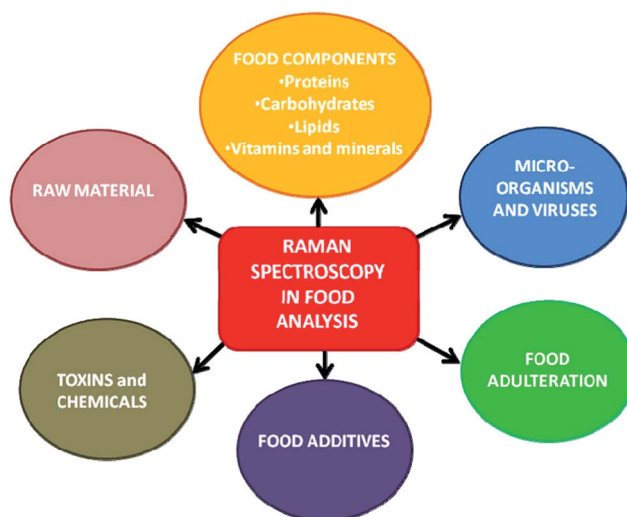 FOOD COMPONENTS
•Proteins
•Carbohydrates
•Lipids
•Vitamins and minerals
RAW MATERIAL
MICRO-
ORGANISMS
AND VIRUSES
RAMAN
SPECTROSCOPY
IN FOOD
ANALYSIS
TOXINS and
CHEMICALS
FOOD
ADULTERATION
FOOD ADDITIVES